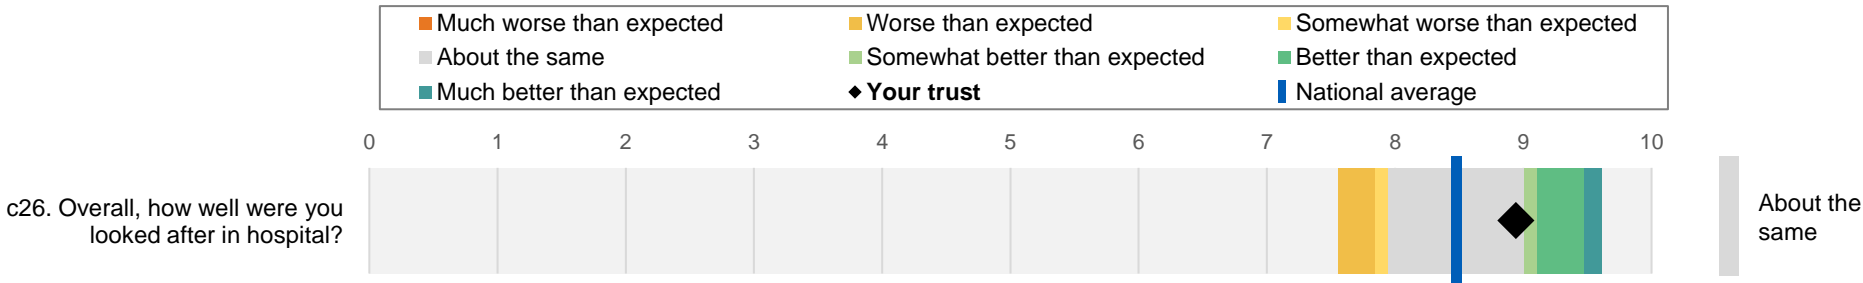 Much worse than expected
Worse than expected
Somewhat worse than expected
About the same
Somewhat better than expected
Better than expected
Much better than expected
Your trust
National average
0 1 2 3 4 5 6 7 8 9 10
c26. Overall, how well were you
looked after in hospital?
About the
same